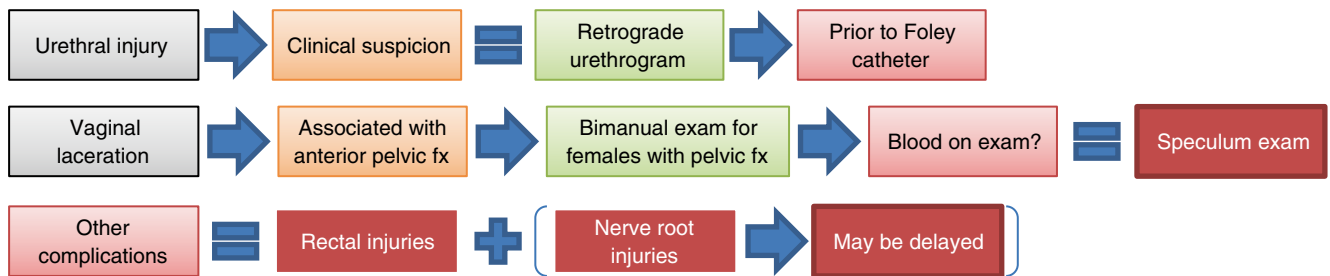 Urethral injury
Clinical suspicion
Retrograde
urethrogram
Prior to Foley
catheter
Vaginal
laceration
Associated with
anterior pelvic fx
Bimanual exam for
females with pelvic fx
Blood on exam?
Speculum exam
Other
complications
Rectal injuries
Nerve root
injuries
May be delayed